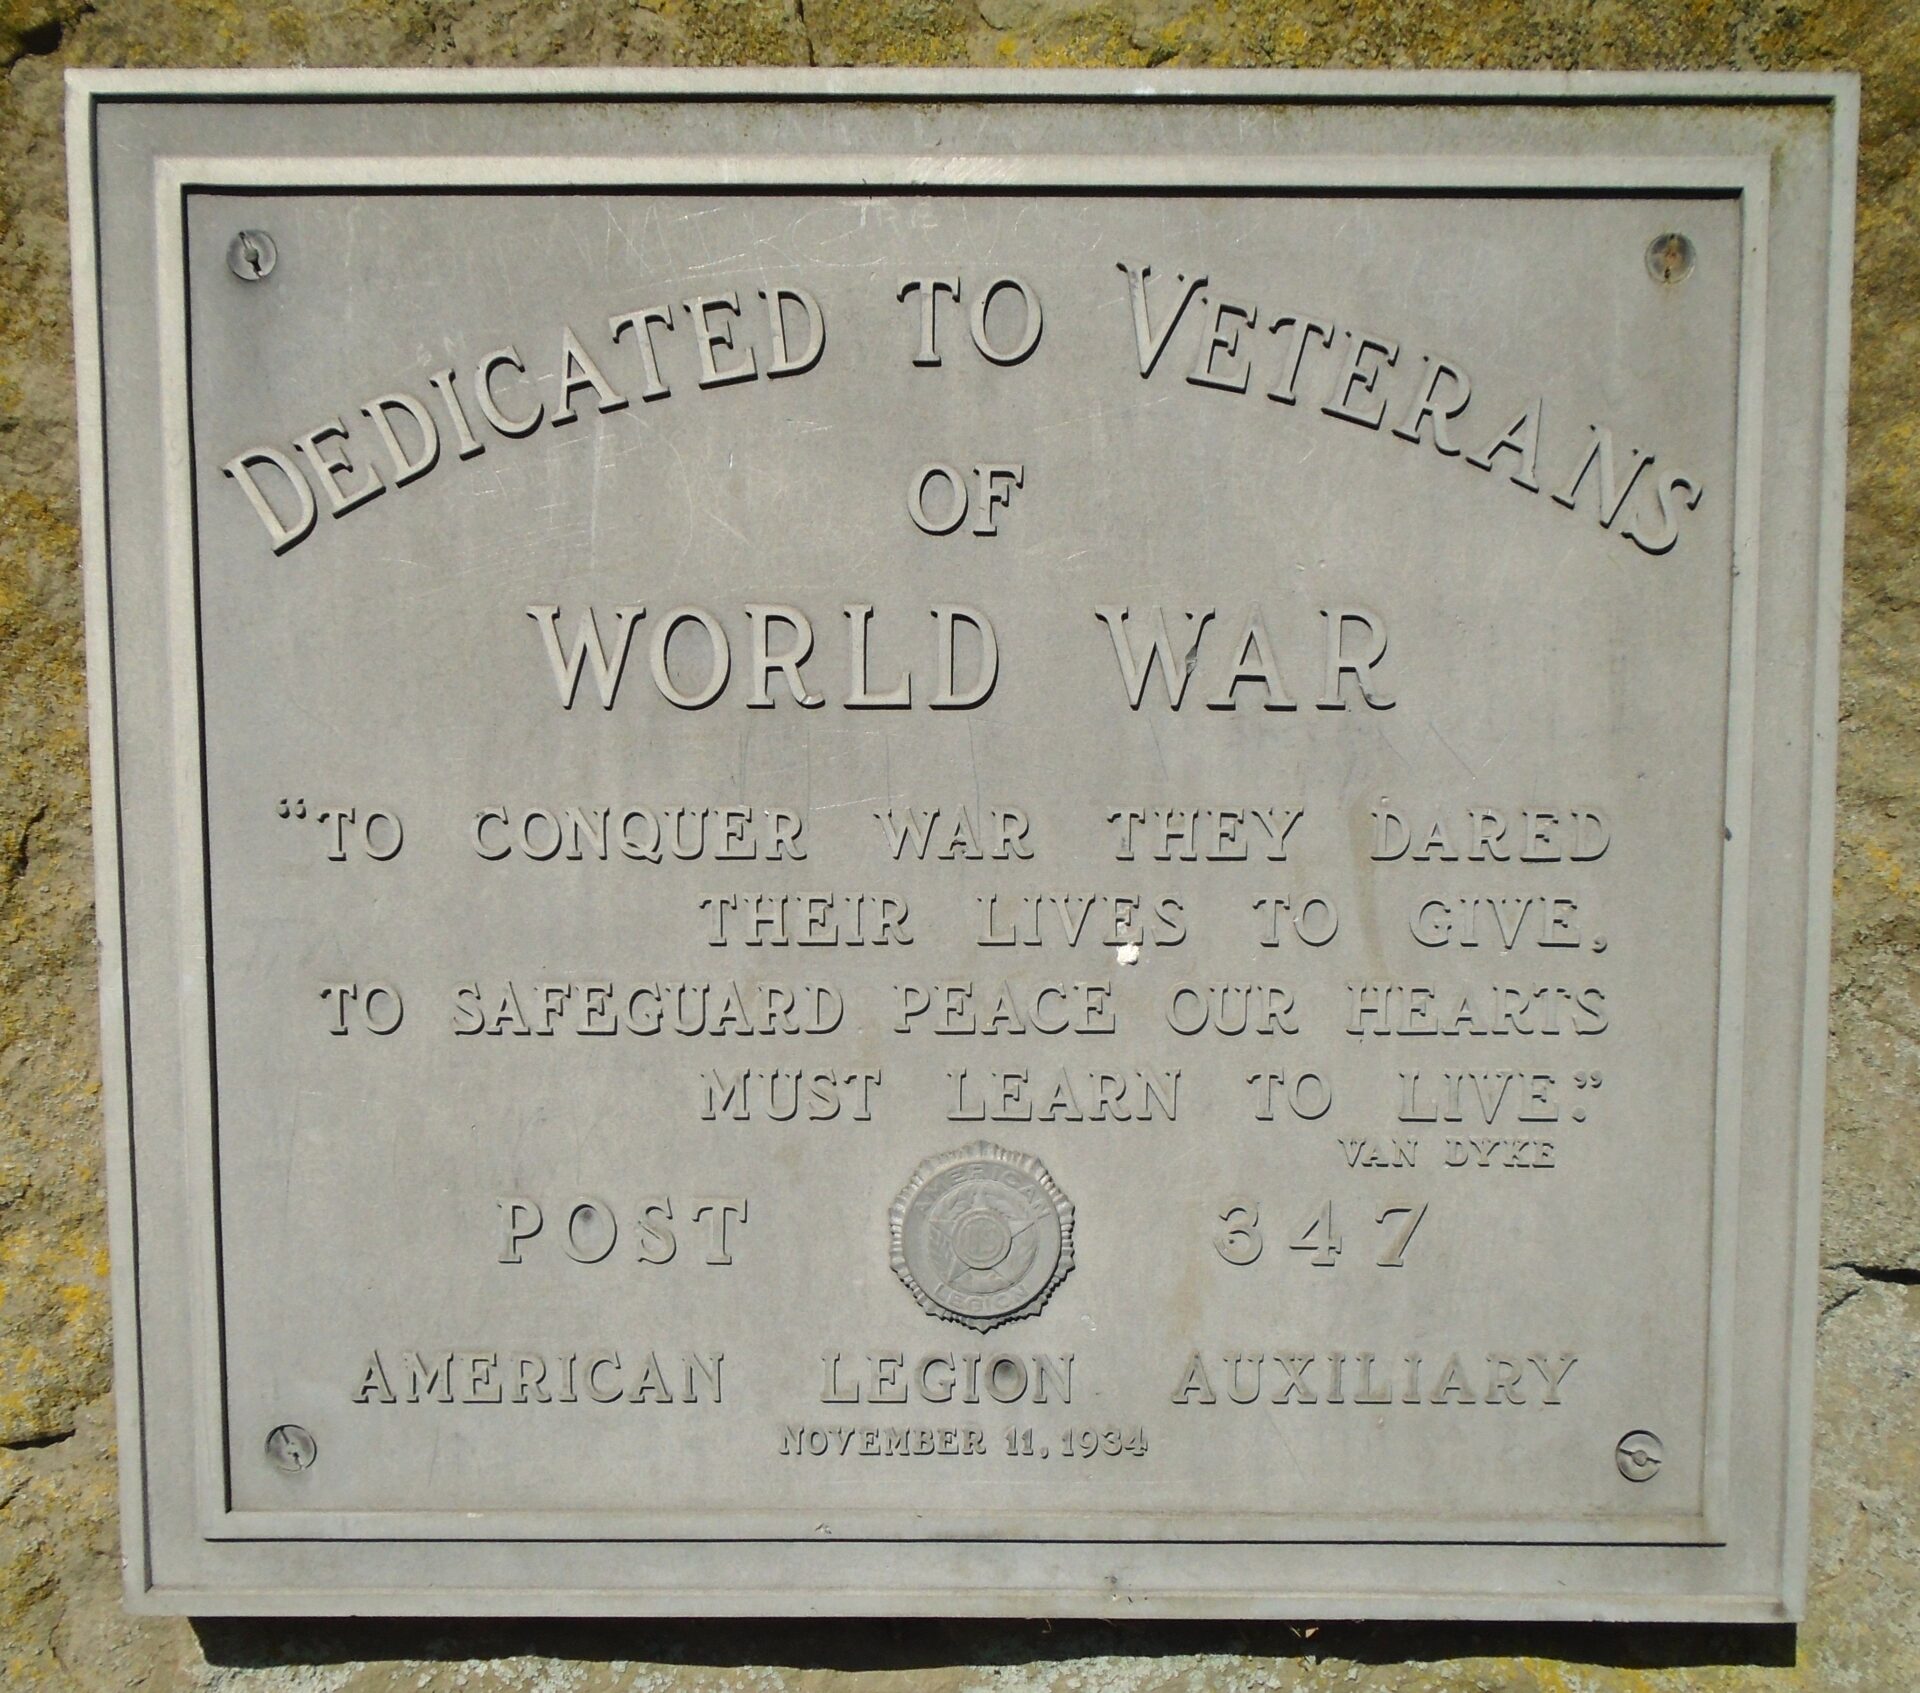 DEDICATED TO VETERANS
OF
WORLD WAR
“TO CONQUER WAR THEY DARED
THEIR LIVES TO GIVE,
TO SAFEGUARD PEACE OUR HEARTS
MUST LEARN TO LIVE.”
VAN DYKE
POST 347
AMERICAN
LEGION
AMERICAN LEGION AUXILIARY
NOVEMBER 11, 1934